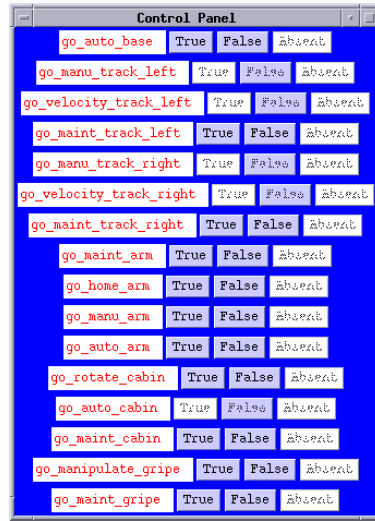 Control Panel
go_auto_base True False Absent
go_manu_track_left True False Absent
go_velocity_track_left True False Absent
go_maint_track_left True False Absent
go_manu_track_right True False Absent
go_velocity_track_right True False Absent
go_maint_track_right True False Absent
go_maint_arm True False Absent
go_home_arm True False Absent
go_manu_arm True False Absent
go_auto_arm True False Absent
go_rotate_cabin True False Absent
go_auto_cabin True False Absent
go_maint_cabin True False Absent
go_manipulate_gripe True False Absent
go_maint_gripe True False Absent